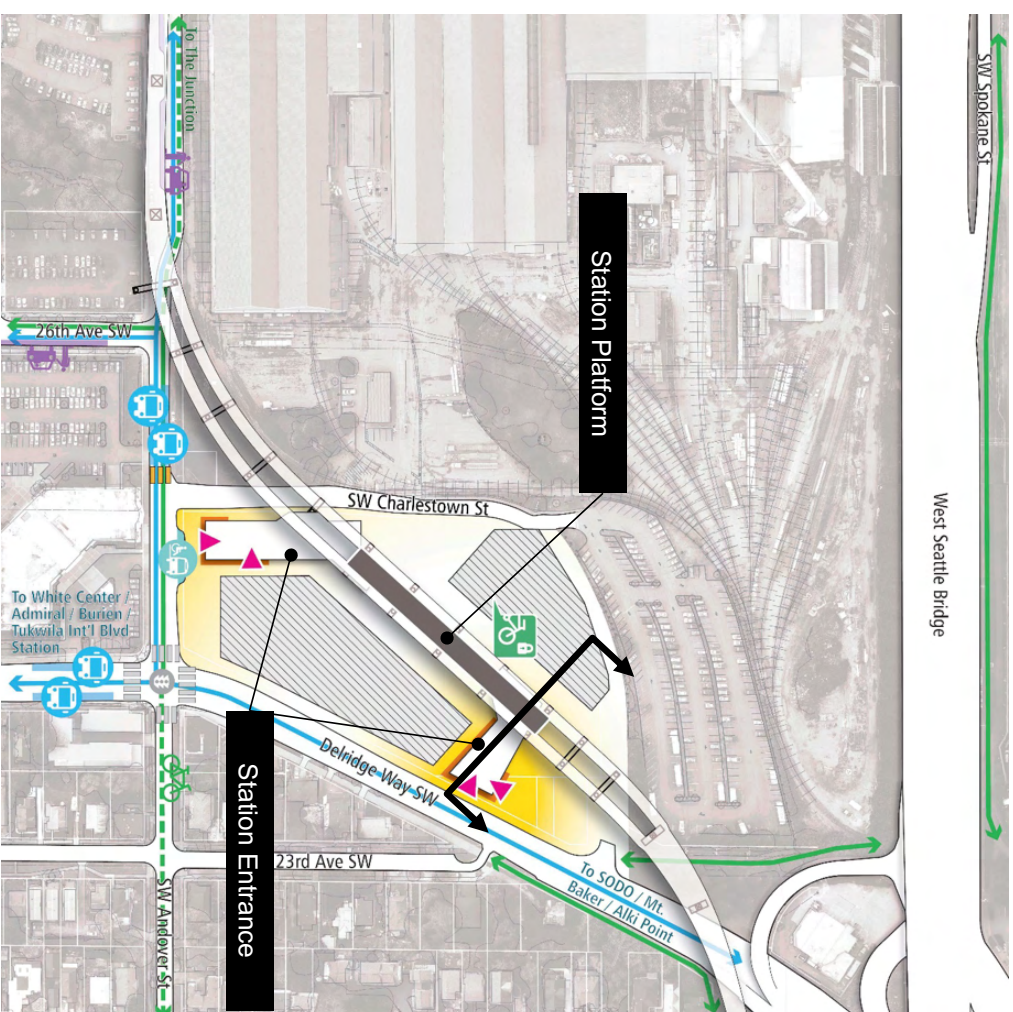 To The Junction
SW Spokane St
Station Platform
26th Ave SW
SW Charlestown St
West Seattle Bridge
To White Center /
Admiral / Burien /
Tukwila Int'l Blvd
Station
Delridge Way SW
Station Entrance
23rd Ave SW
To SODO / Mt.
Baker / Alki Point
SW Andover St